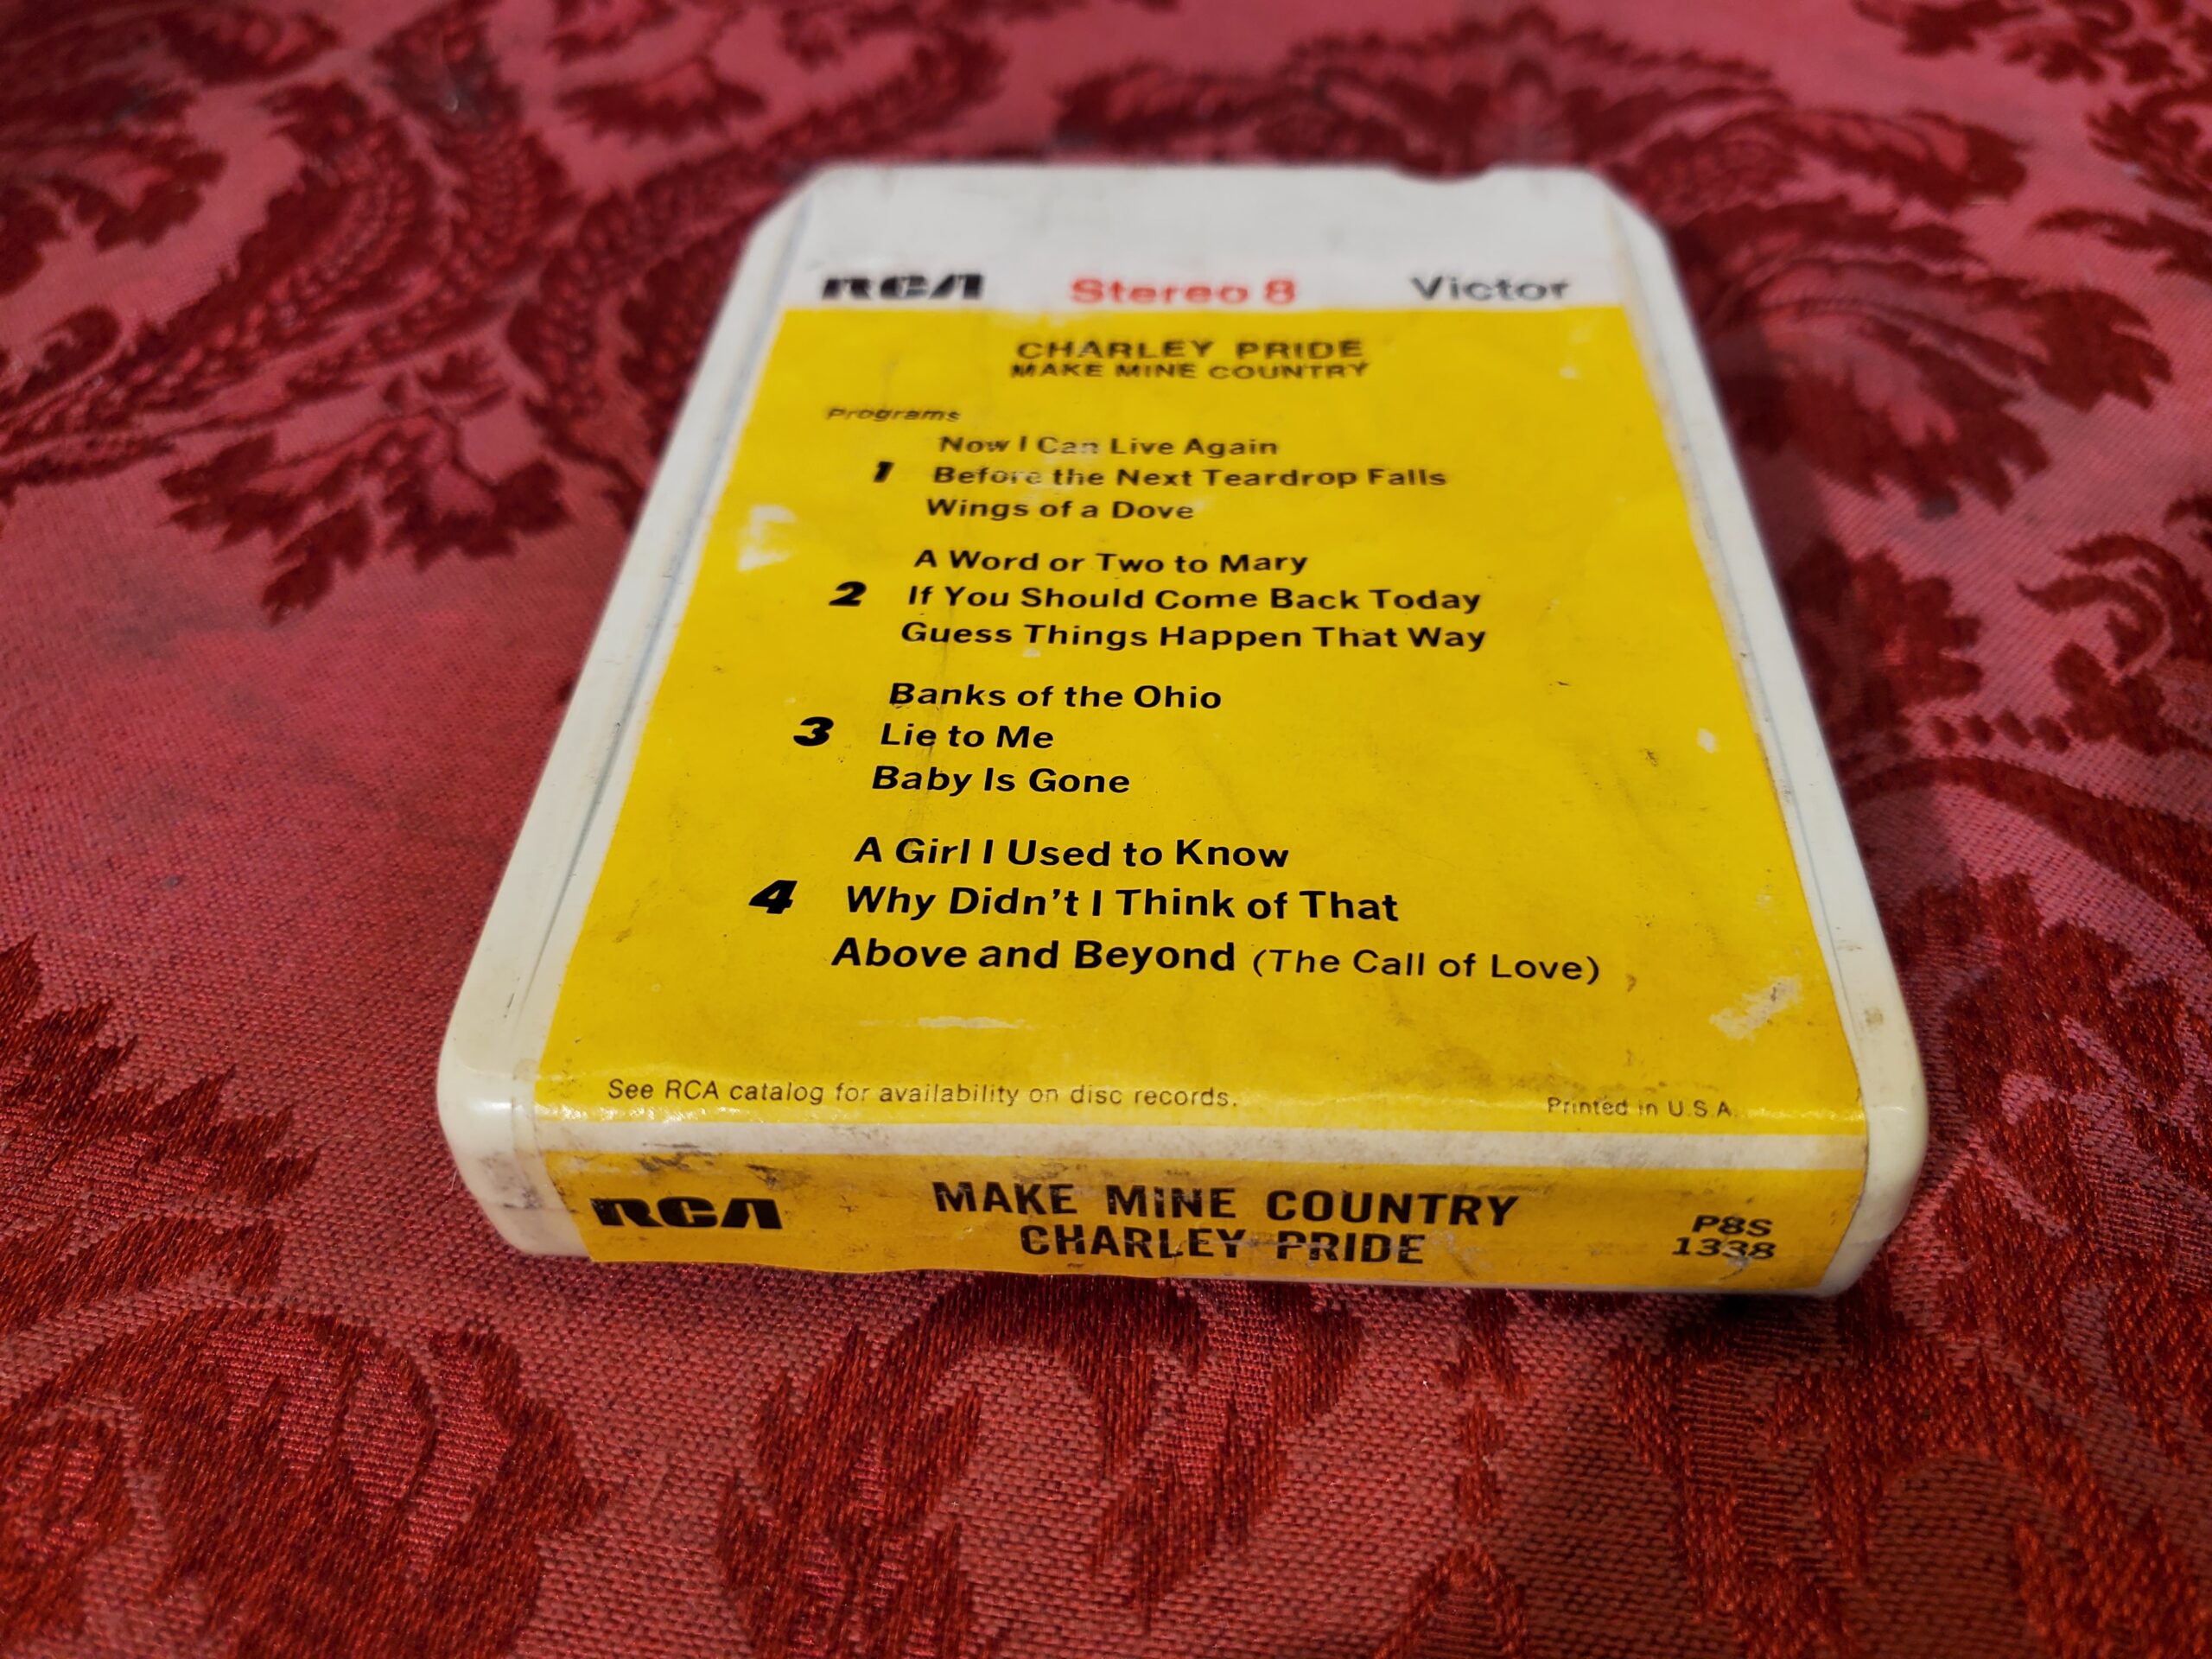 RCA Stereo 8 Victor
CHARLEY PRIDE
MAKE MINE COUNTRY
Programs
Now I Can Live Again
1 Before the Next Teardrop Falls
Wings of a Dove
A Word or Two to Mary
2 If You Should Come Back Today
Guess Things Happen That Way
Banks of the Ohio
3 Lie to Me
Baby Is Gone
A Girl I Used to Know
4 Why Didn't I Think of That
Above and Beyond (The Call of Love)
See RCA catalog for availability on disc records. Printed in U.S.A.
RCA MAKE MINE COUNTRY P8S
CHARLEY PRIDE 1338